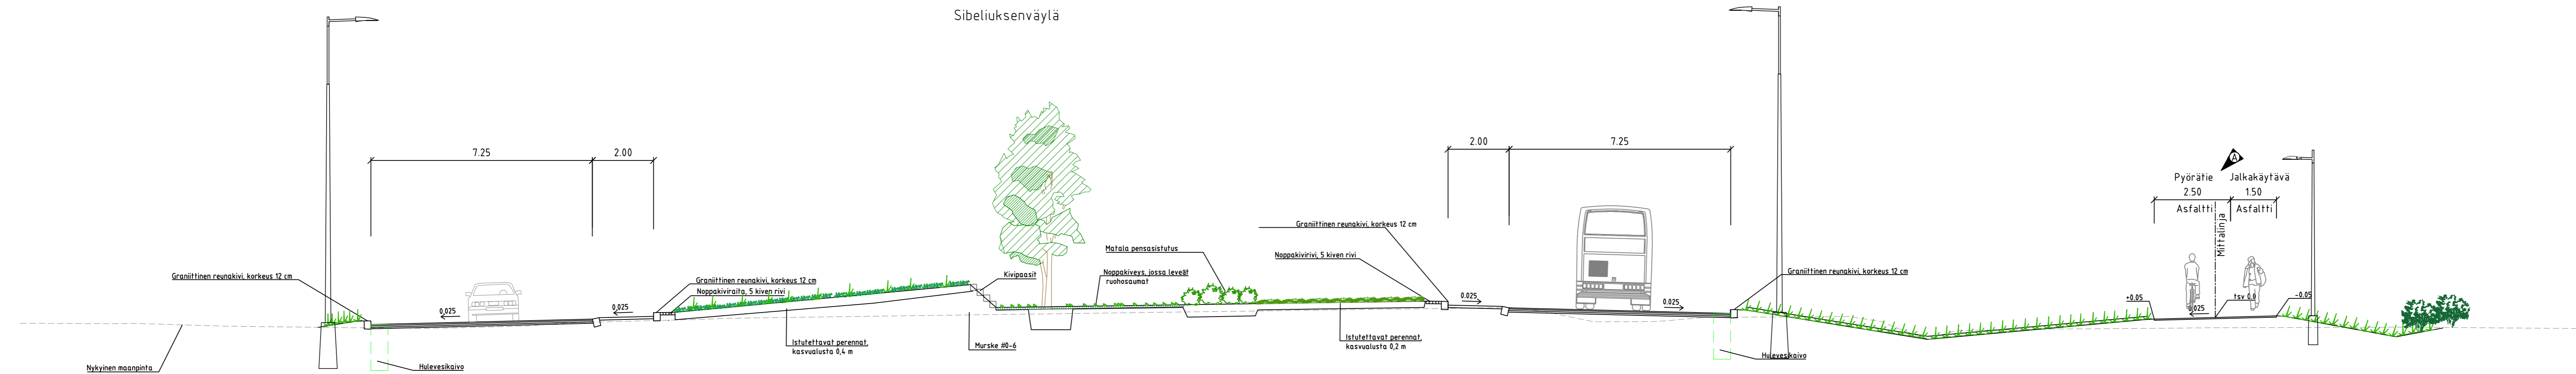 Sibeliuksenväylä
7.25
2.00
2.00
7.25
A
Pyörätie
Jalkakäytävä
2.50
1.50
Asfaltti
Asfaltti
Mittalinja
Graniittinen reunakivi, korkeus 12 cm
0,025
0,025
Graniittinen reunakivi, korkeus 12 cm
Noppakiviraita, 5 kiven rivi
Kivipaasit
Noppakiveys, jossa leveät
ruohosaumat
Matala pensasistutus
Graniittinen reunakivi, korkeus 12 cm
Noppakivirivi, 5 kiven rivi
0.025
0.025
Graniittinen reunakivi, korkeus 12 cm
+0.05
tsv 0.0
-0.05
0.025
Nykyinen maanpinta
Hulevesikaivo
Istutettavat perennat,
kasvualusta 0,4 m
Murske #0-6
Istutettavat perennat,
kasvualusta 0,2 m
Hulevesikaivo